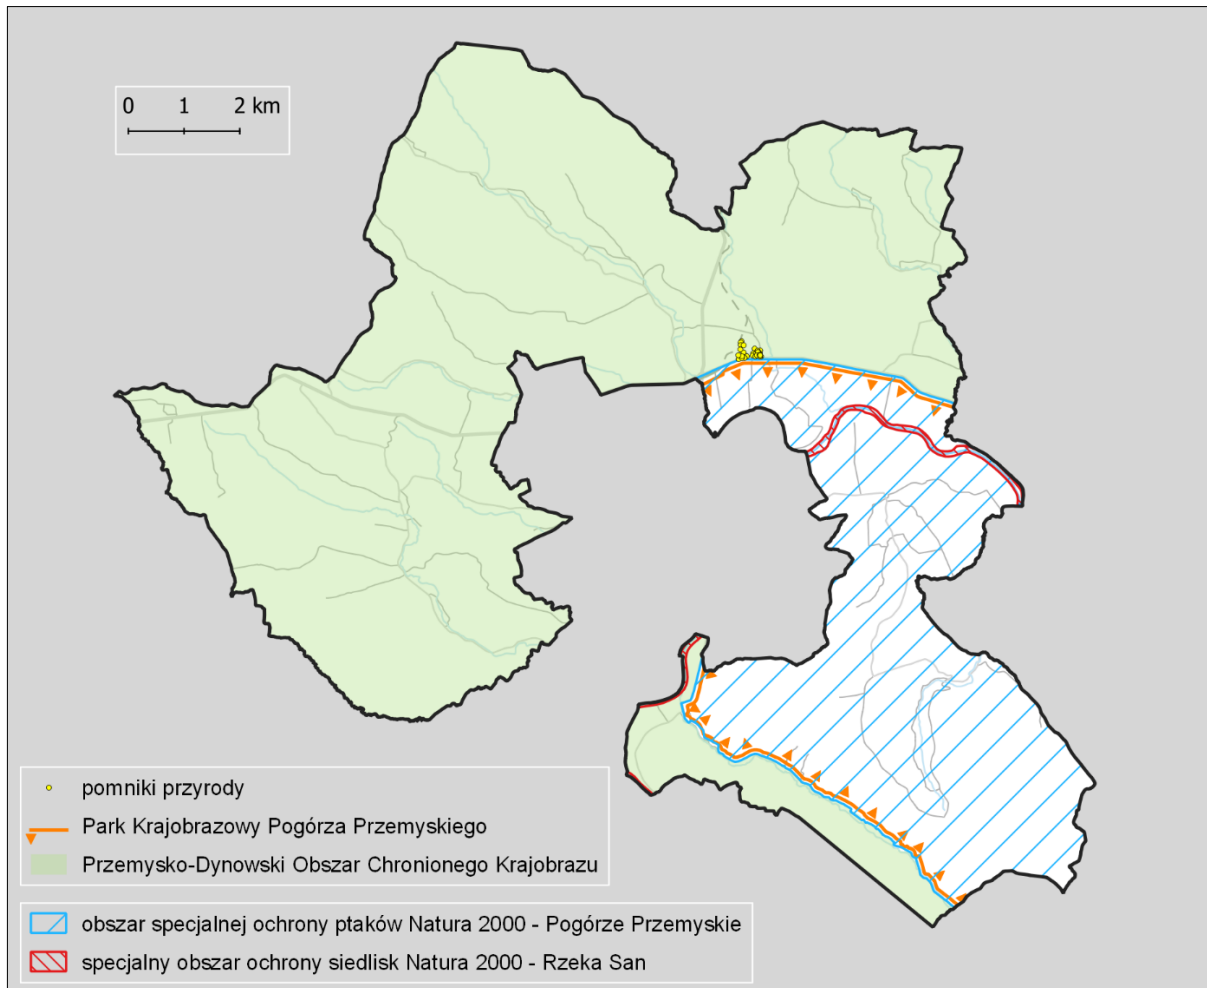 0 1 2 km
pomniki przyrody
Park Krajobrazowy Pogórza Przemyskiego
Przemysko-Dynowski Obszar Chronionego Krajobrazu
obszar specjalnej ochrony ptaków Natura 2000 - Pogórze Przemyskie
specjalny obszar ochrony siedlisk Natura 2000 - Rzeka San